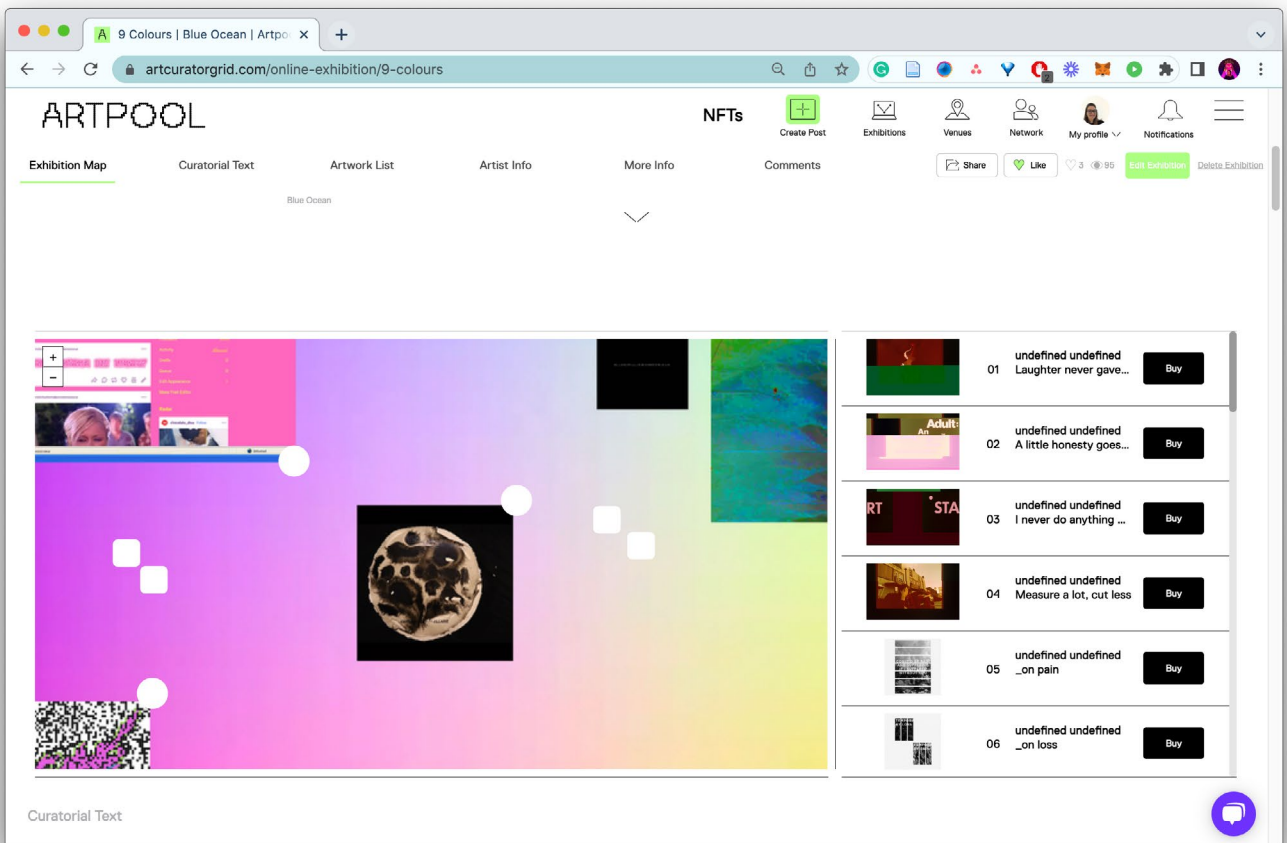 A 9 Colours | Blue Ocean | Artpo
artcuratorgrid.com/online-exhibition/9-colours
2
ARTPOOL
NFTs
Create Post
Exhibitions
Venues
Network
My profile
Notifications
Exhibition Map
Curatorial Text
Artwork List
Artist Info
More Info
Comments
Share
Like
3
95
Edit Exhibition
Delete Exhibition
Blue Ocean
+
−
01
undefined undefined
Laughter never gave...
Buy
Adult:
An
02
undefined undefined
A little honesty goes...
Buy
RT
STA
03
undefined undefined
I never do anything ...
Buy
04
undefined undefined
Measure a lot, cut less
Buy
05
undefined undefined
_on pain
Buy
06
undefined undefined
_on loss
Buy
Curatorial Text